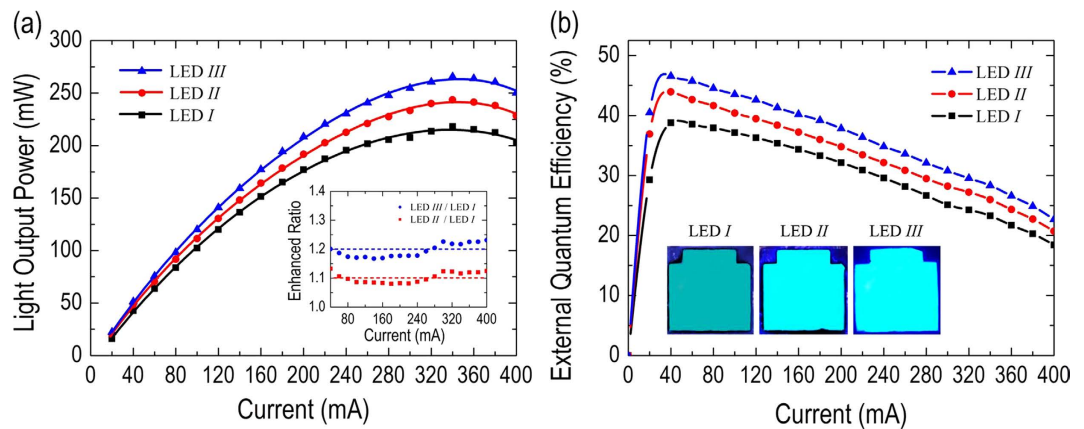 (a)
300
250
200
150
100
50
0
Light Output Power (mW)
LED III
LED II
LED I
1.4
1.3
1.2
1.1
1.0
Enhanced Ratio
LED III / LED I
LED II / LED I
80 160 240 320 400
Current (mA)
0 40 80 120 160 200 240 280 320 360 400
Current (mA)
(b)
50
40
30
20
10
0
External Quantum Efficiency (%)
LED III
LED II
LED I
LED I LED II LED III
0 40 80 120 160 200 240 280 320 360 400
Current (mA)